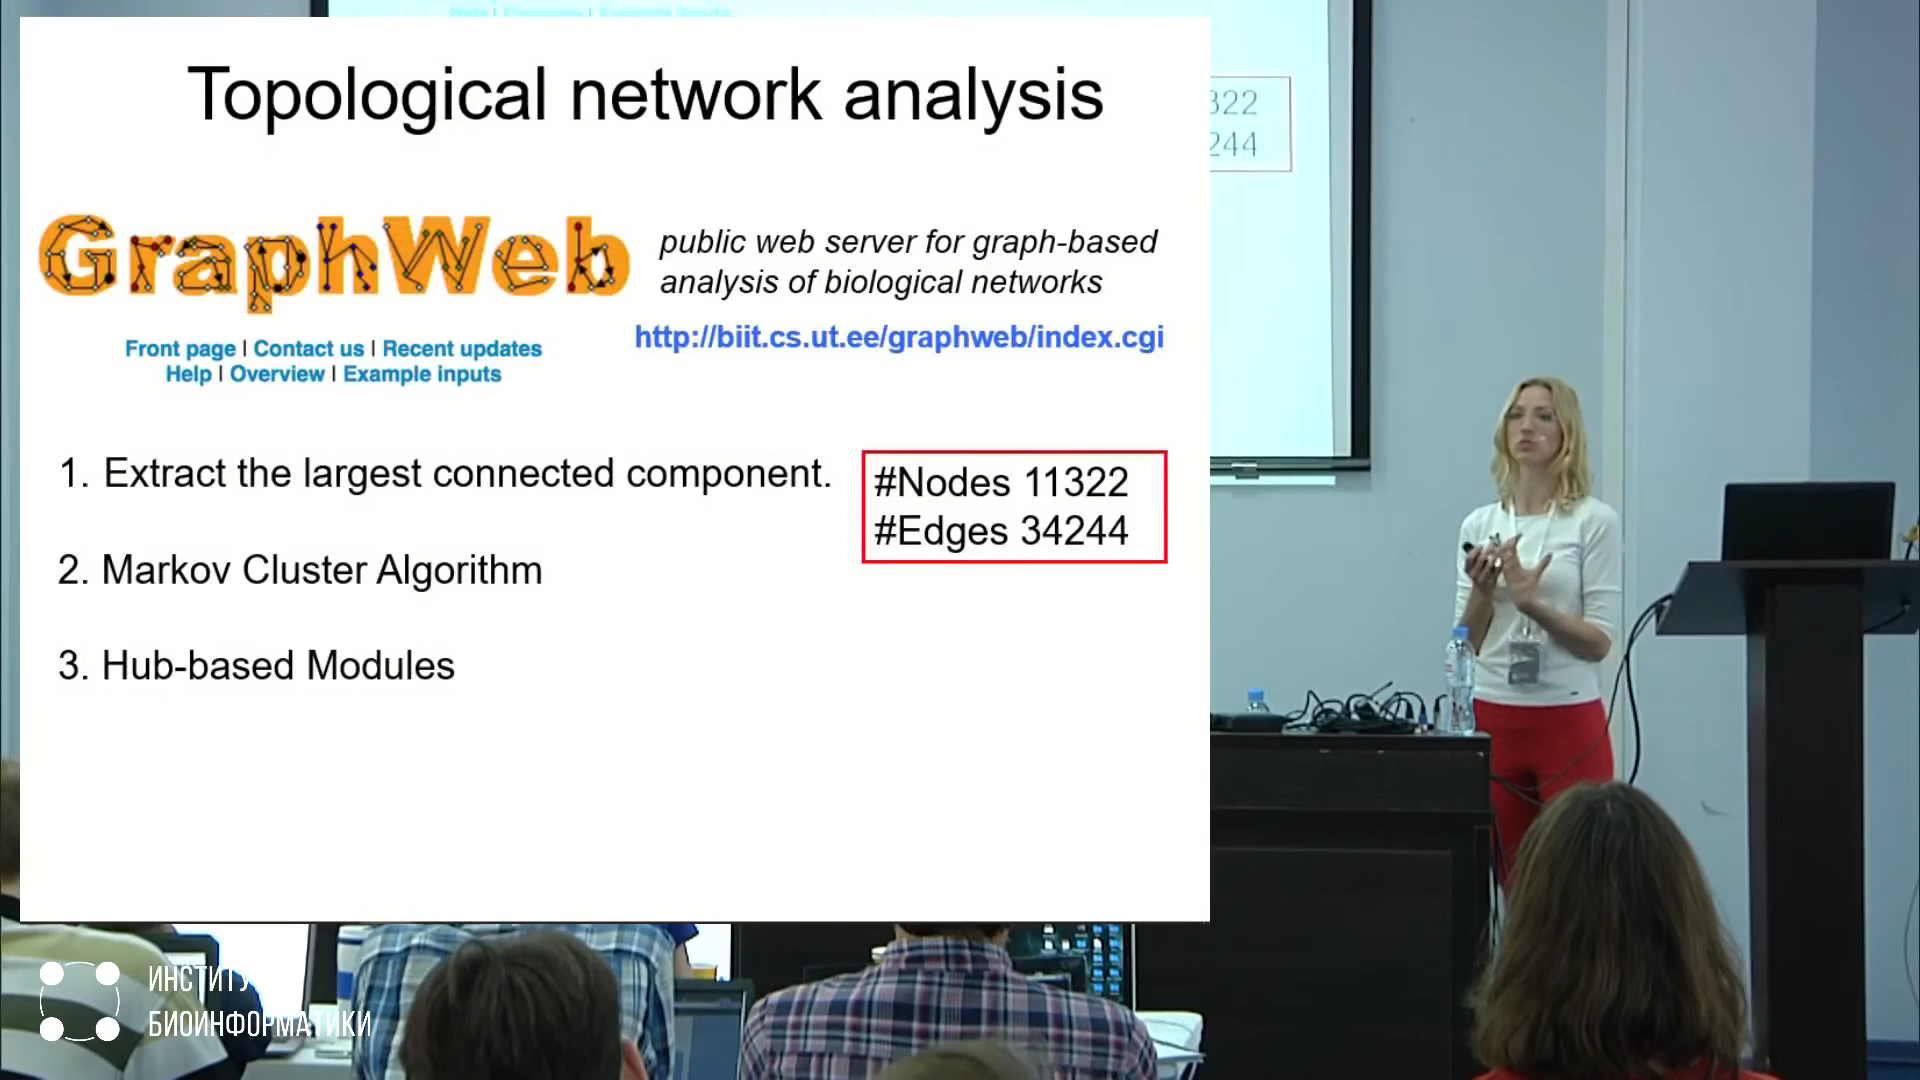 Topological network analysis
GraphWeb
public web server for graph-based
analysis of biological networks
http://biit.cs.ut.ee/graphweb/index.cgi
Front page | Contact us | Recent updates
Help | Overview | Example inputs
1. Extract the largest connected component.
#Nodes 11322
#Edges 34244
2. Markov Cluster Algorithm
3. Hub-based Modules
322
244
БИОИНФОРМАТИКИ